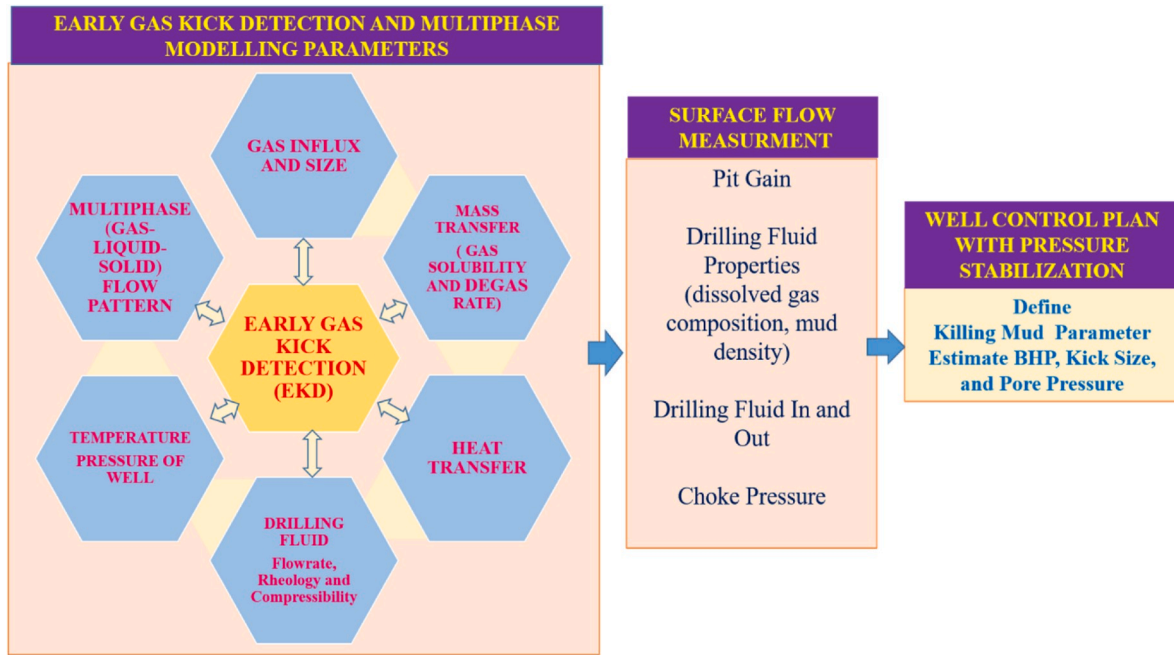 EARLY GAS KICK DETECTION AND MULTIPHASE
MODELLING PARAMETERS
GAS INFLUX
AND SIZE
MULTIPHASE
(GAS-
LIQUID-
SOLID)
FLOW
PATTERN
MASS
TRANSFER
( GAS
SOLUBILITY
AND DEGAS
RATE)
EARLY GAS
KICK
DETECTION
(EKD)
TEMPERATURE
PRESSURE OF
WELL
HEAT
TRANSFER
DRILLING
FLUID
Flowrate,
Rheology and
Compressibility
SURFACE FLOW
MEASURMENT
Pit Gain
Drilling Fluid
Properties
(dissolved gas
composition, mud
density)
Drilling Fluid In and
Out
Choke Pressure
WELL CONTROL PLAN
WITH PRESSURE
STABILIZATION
Define
Killing Mud Parameter
Estimate BHP, Kick Size,
and Pore Pressure